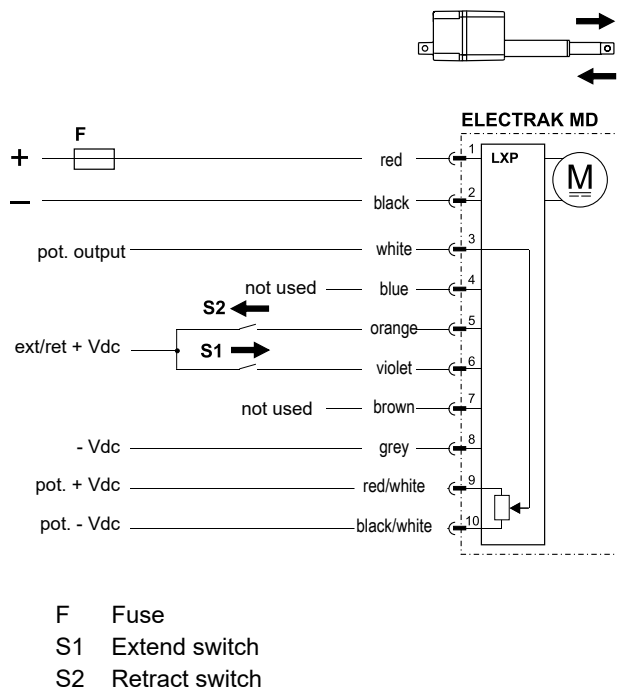 ELECTRAK MD
F
+ red 1 LXP
M
– black 2
pot. output white 3
not used blue 4
S2 orange 5
ext/ret + Vdc S1
violet 6
not used brown 7
- Vdc grey 8
pot. + Vdc red/white 9
pot. - Vdc black/white 10
F Fuse
S1 Extend switch
S2 Retract switch